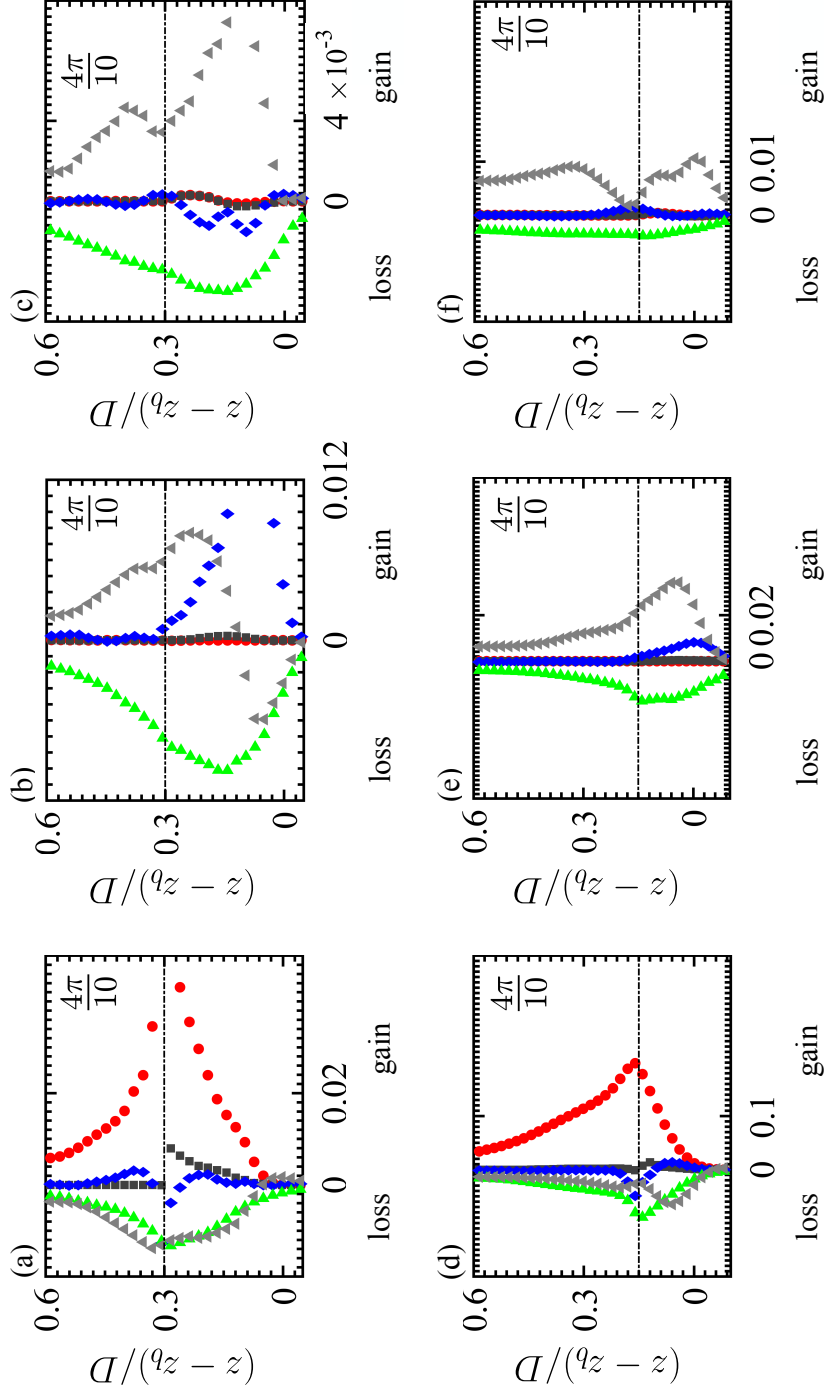 (a)
4π
10
0.6
0.3
0
(z − z_b)/D
0 0.02
loss gain
(b)
4π
10
0.6
0.3
0
(z − z_b)/D
0 0.012
loss gain
(c)
4π
10
0.6
0.3
0
(z − z_b)/D
0 4 ×10⁻³
loss gain
(d)
4π
10
0.6
0.3
0
(z − z_b)/D
0 0.1
loss gain
(e)
4π
10
0.6
0.3
0
(z − z_b)/D
0 0.02
loss gain
(f)
4π
10
0.6
0.3
0
(z − z_b)/D
0 0.01
loss gain